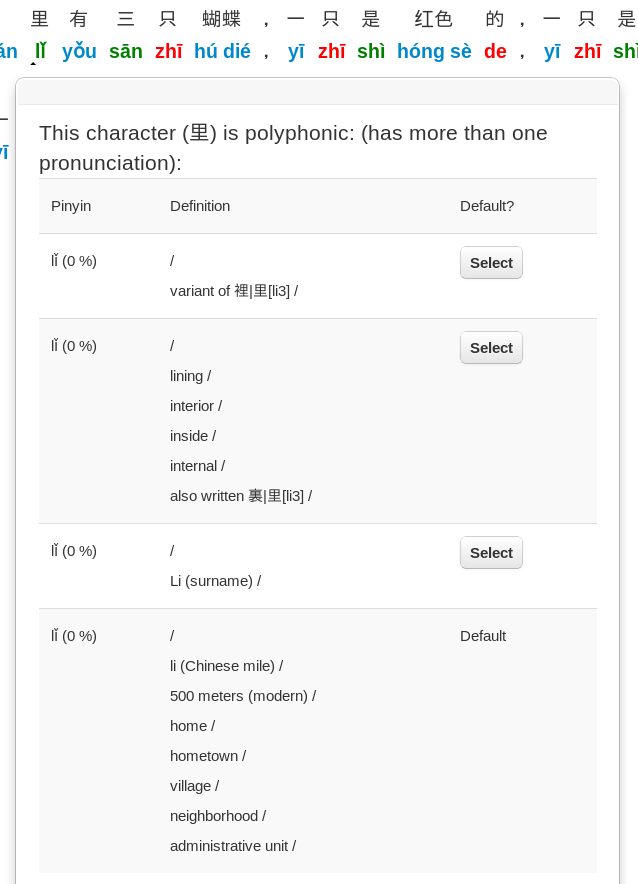 里 有 三 只 蝴蝶 ， 一 只 是 红色 的 ， 一 只 是
án lǐ yǒu sān zhī hú dié ， yī zhī shì hóng sè de ， yī zhī shì
一
yī
This character (里) is polyphonic: (has more than one
pronunciation):
Pinyin Definition Default?
lǐ (0 %) / Select
variant of 裡|里[li3] /
lǐ (0 %) / Select
lining /
interior /
inside /
internal /
also written 裏|里[li3] /
lǐ (0 %) / Select
Li (surname) /
lǐ (0 %) / Default
li (Chinese mile) /
500 meters (modern) /
home /
hometown /
village /
neighborhood /
administrative unit /